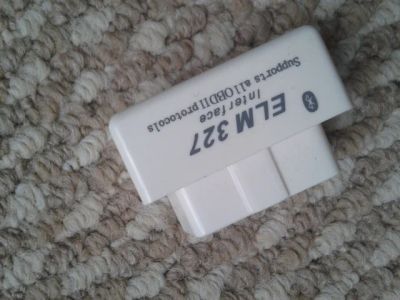 ELM 327
Interface
Supports all OBDII protocols